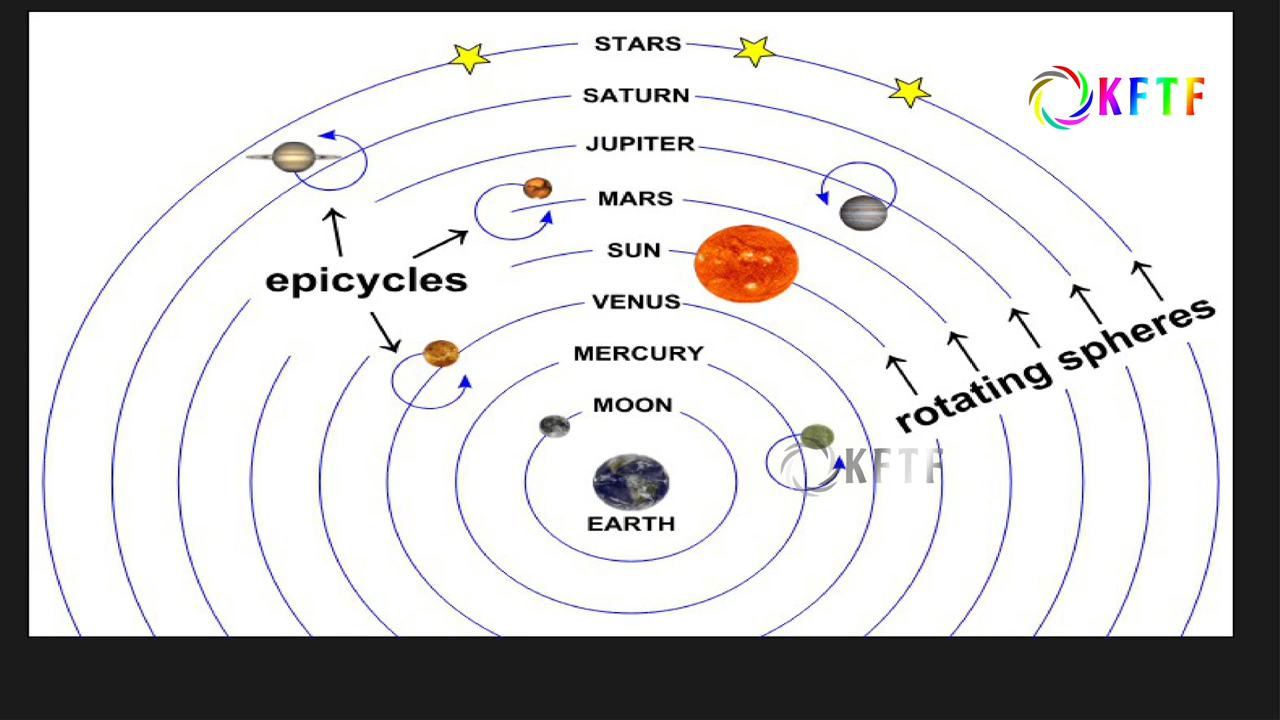 STARS
KFTF
SATURN
JUPITER
MARS
SUN
epicycles
VENUS
rotating spheres
MERCURY
MOON
KFTF
EARTH